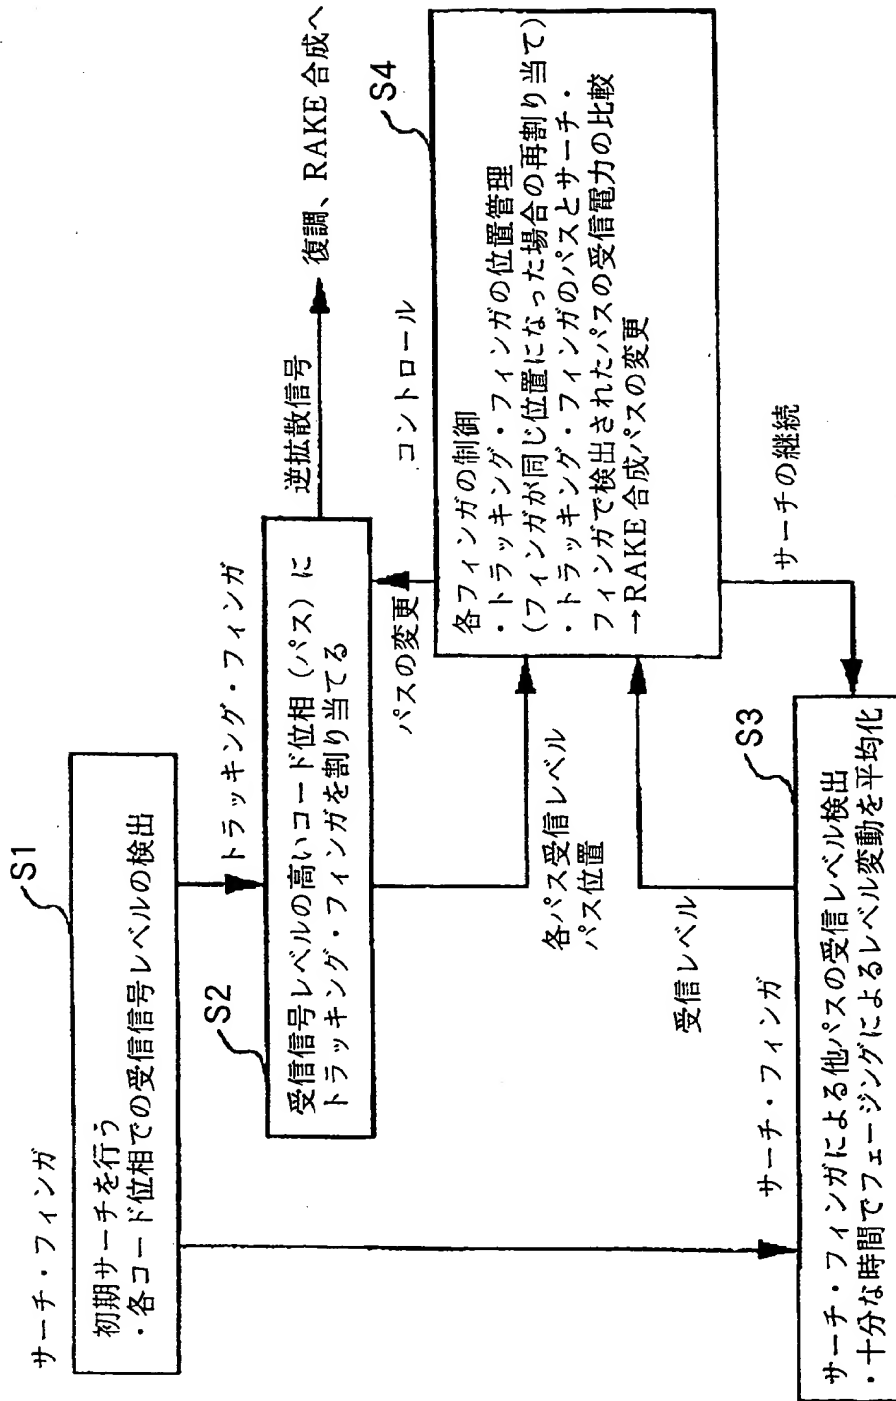 サーチ・フィンガ
S1
初期サーチを行う
・各コード位相での受信信号レベルの検出
トラッキング・フィンガ
S2
受信信号レベルの高いコード位相（パス）に
トラッキング・フィンガを割り当てる
逆拡散信号
復調、RAKE合成へ
パスの変更
コントロール
S4
各フィンガの制御
・トラッキング・フィンガの位置管理
（フィンガが同じ位置になった場合の再割り当て）
・トラッキング・フィンガのパスとサーチ・
フィンガで検出されたパスの受信電力の比較
→RAKE合成パスの変更
各パス受信レベル
パス位置
受信レベル
サーチの継続
サーチ・フィンガ
S3
サーチ・フィンガによる他パスの受信レベル検出
・十分な時間でフェージングによるレベル変動を平均化